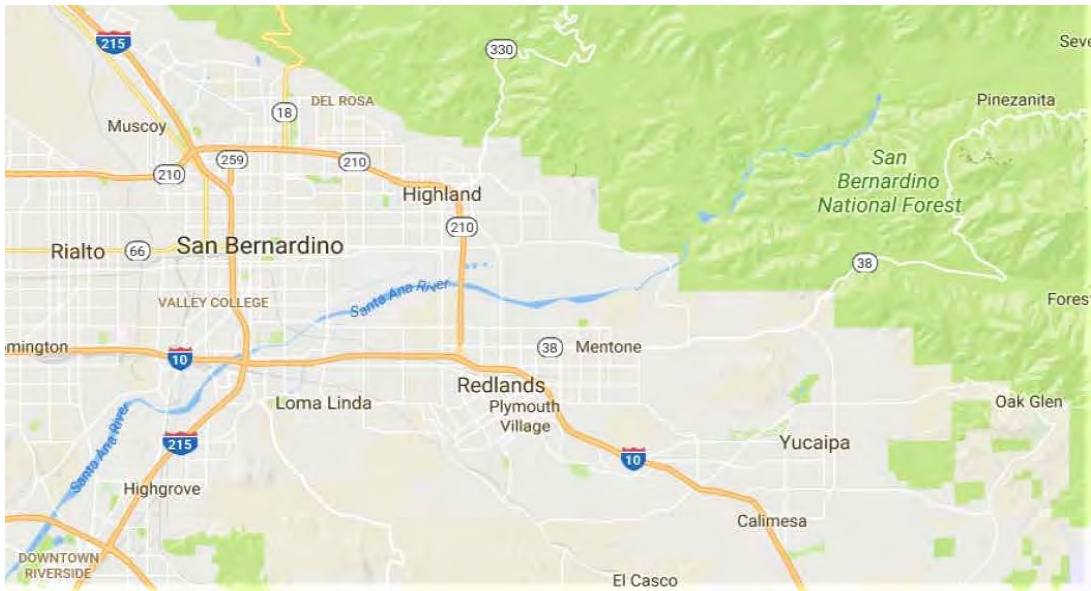 215
330
Seve
Pinezanita
DEL ROSA
18
Muscoy
San
Bernardino
National Forest
210
259
210
Highland
210
Rialto
66
San Bernardino
38
Santa Ana River
VALLEY COLLEGE
Fores
omington
10
38
Mentone
Redlands
Plymouth
Village
Loma Linda
Oak Glen
Santa Ana River
215
10
Yucaipa
Highgrove
Calimesa
DOWNTOWN
RIVERSIDE
El Casco